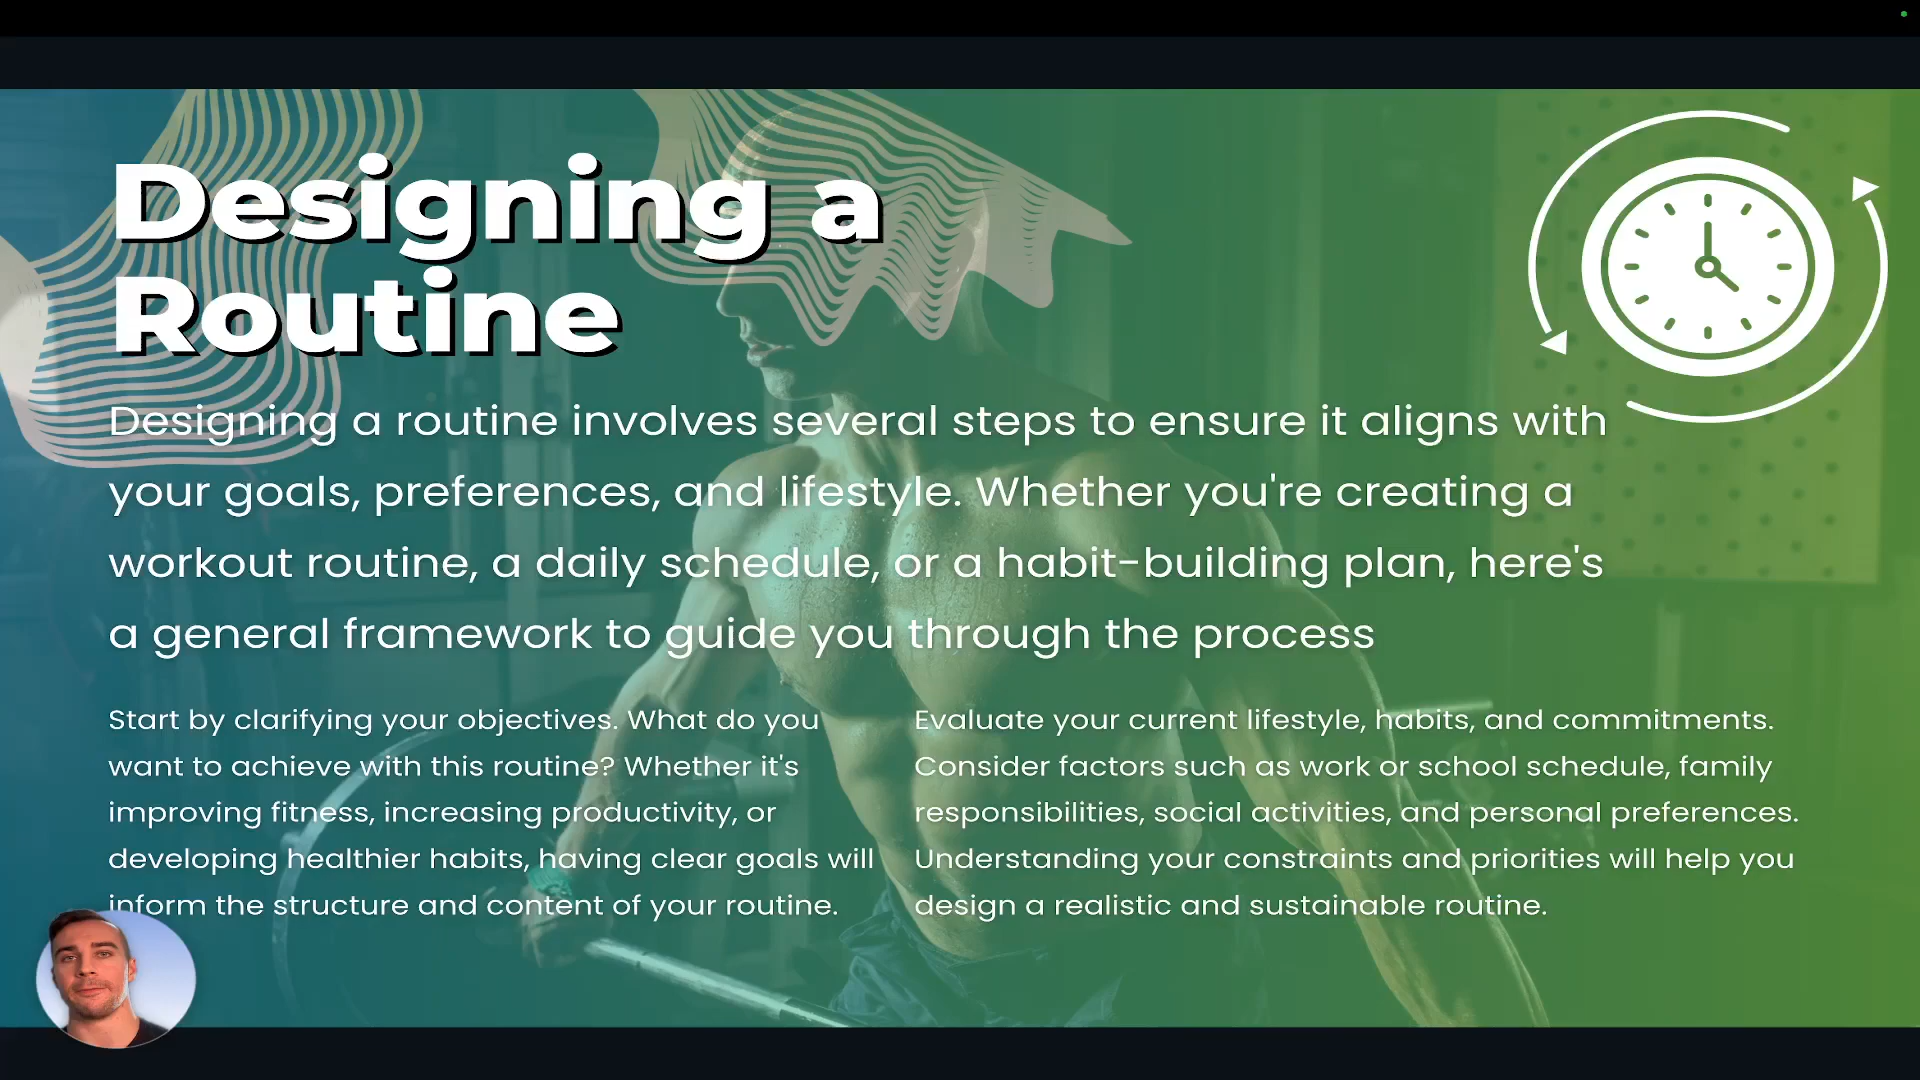 Designing a
Routine
Designing a routine involves several steps to ensure it aligns with
your goals, preferences, and lifestyle. Whether you're creating a
workout routine, a daily schedule, or a habit-building plan, here's
a general framework to guide you through the process
Start by clarifying your objectives. What do you
want to achieve with this routine? Whether it's
improving fitness, increasing productivity, or
developing healthier habits, having clear goals will
inform the structure and content of your routine.
Evaluate your current lifestyle, habits, and commitments.
Consider factors such as work or school schedule, family
responsibilities, social activities, and personal preferences.
Understanding your constraints and priorities will help you
design a realistic and sustainable routine.